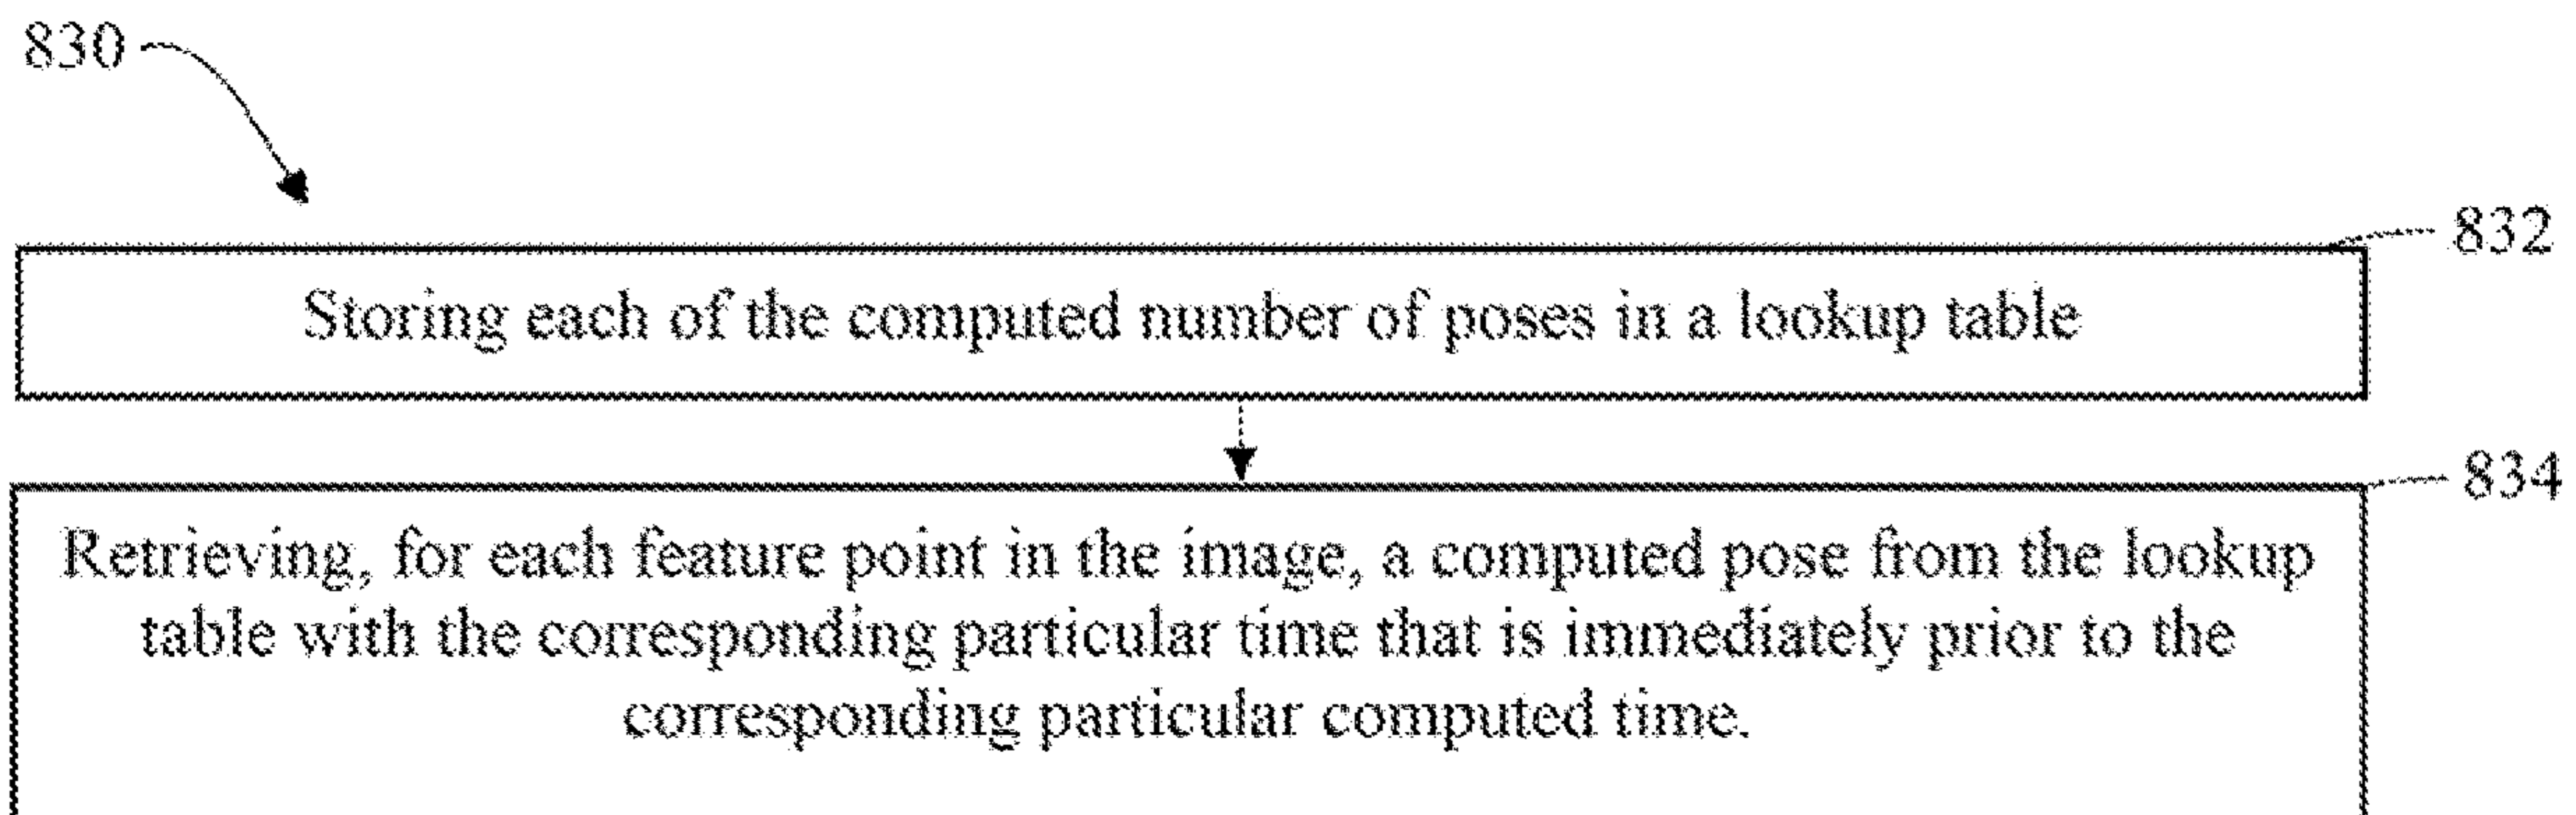 830
832
Storing each of the computed number of poses in a lookup table
834
Retrieving, for each feature point in the image, a computed pose from the lookup
table with the corresponding particular time that is immediately prior to the
corresponding particular computed time.